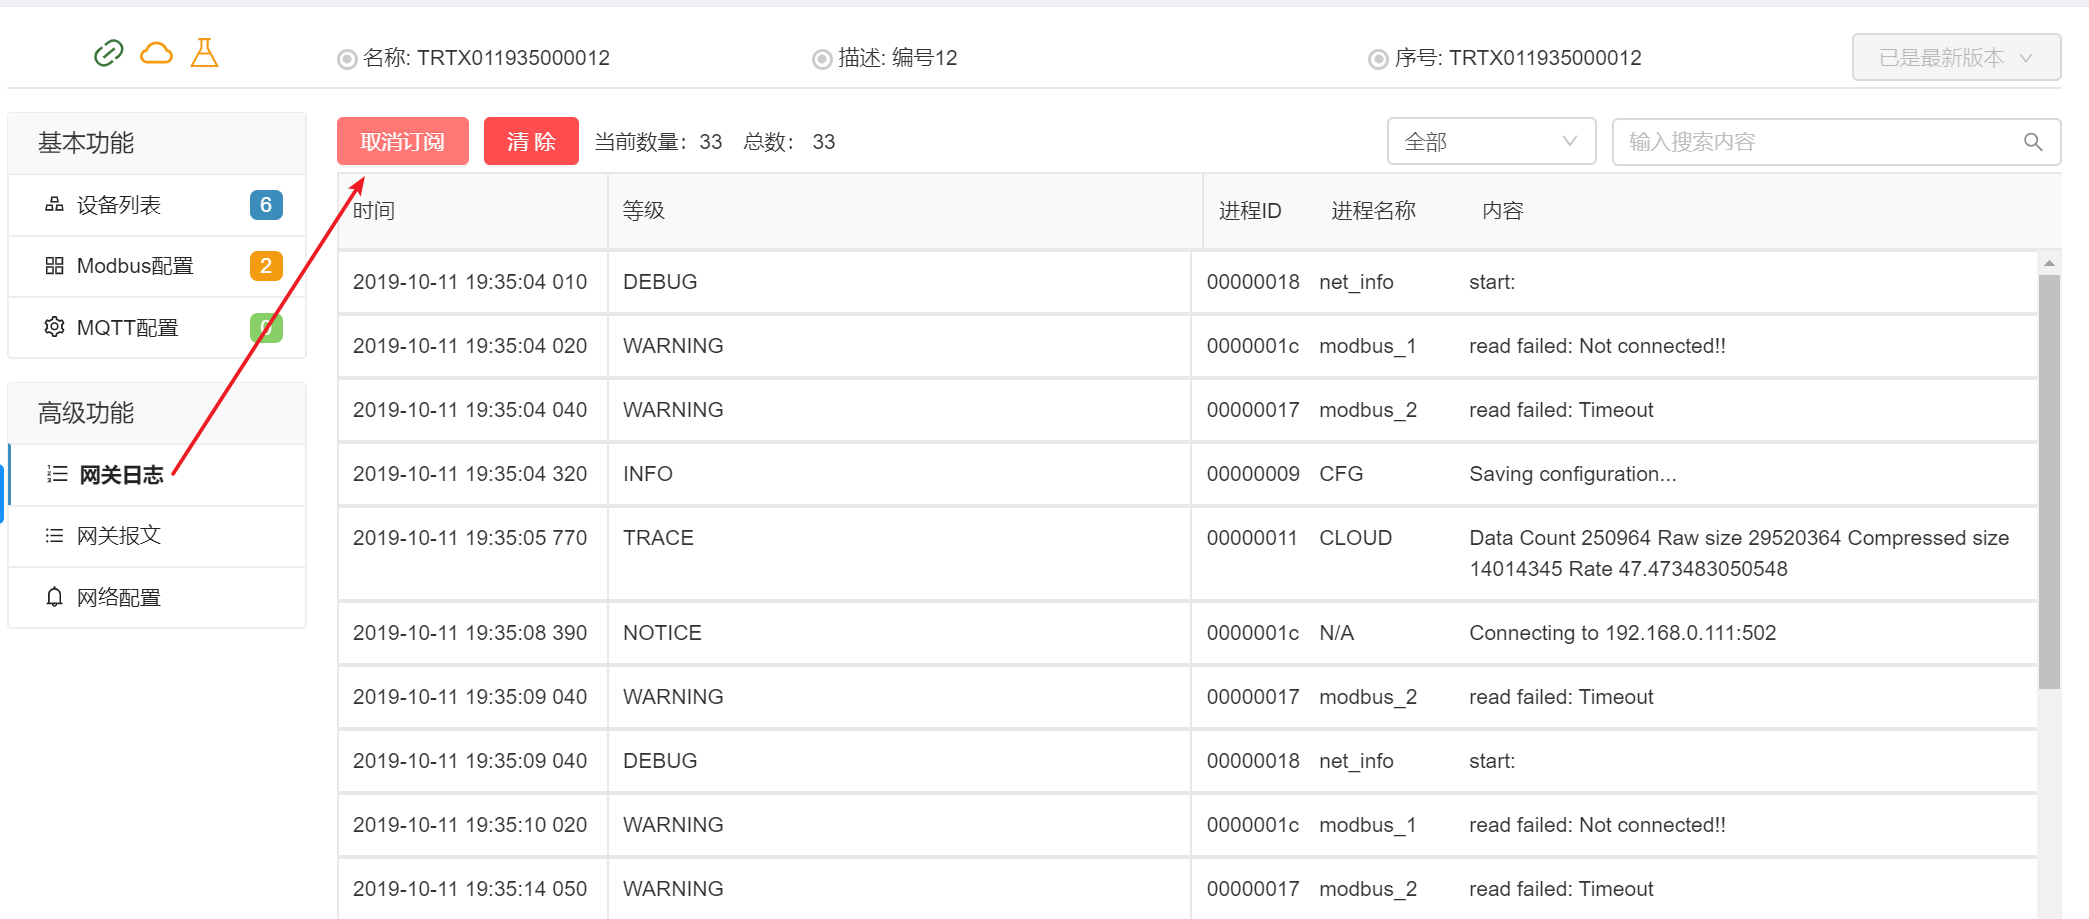 名称: TRTX011935000012
描述: 编号12
序号: TRTX011935000012
已是最新版本
基本功能
设备列表 6
Modbus配置 2
MQTT配置
高级功能
网关日志
网关报文
网络配置
取消订阅 清 除 当前数量: 33 总数: 33 全部 输入搜索内容
时间 等级 进程ID 进程名称 内容
2019-10-11 19:35:04 010 DEBUG 00000018 net_info start:
2019-10-11 19:35:04 020 WARNING 0000001c modbus_1 read failed: Not connected!!
2019-10-11 19:35:04 040 WARNING 00000017 modbus_2 read failed: Timeout
2019-10-11 19:35:04 320 INFO 00000009 CFG Saving configuration...
2019-10-11 19:35:05 770 TRACE 00000011 CLOUD Data Count 250964 Raw size 29520364 Compressed size
14014345 Rate 47.473483050548
2019-10-11 19:35:08 390 NOTICE 0000001c N/A Connecting to 192.168.0.111:502
2019-10-11 19:35:09 040 WARNING 00000017 modbus_2 read failed: Timeout
2019-10-11 19:35:09 040 DEBUG 00000018 net_info start:
2019-10-11 19:35:10 020 WARNING 0000001c modbus_1 read failed: Not connected!!
2019-10-11 19:35:14 050 WARNING 00000017 modbus_2 read failed: Timeout